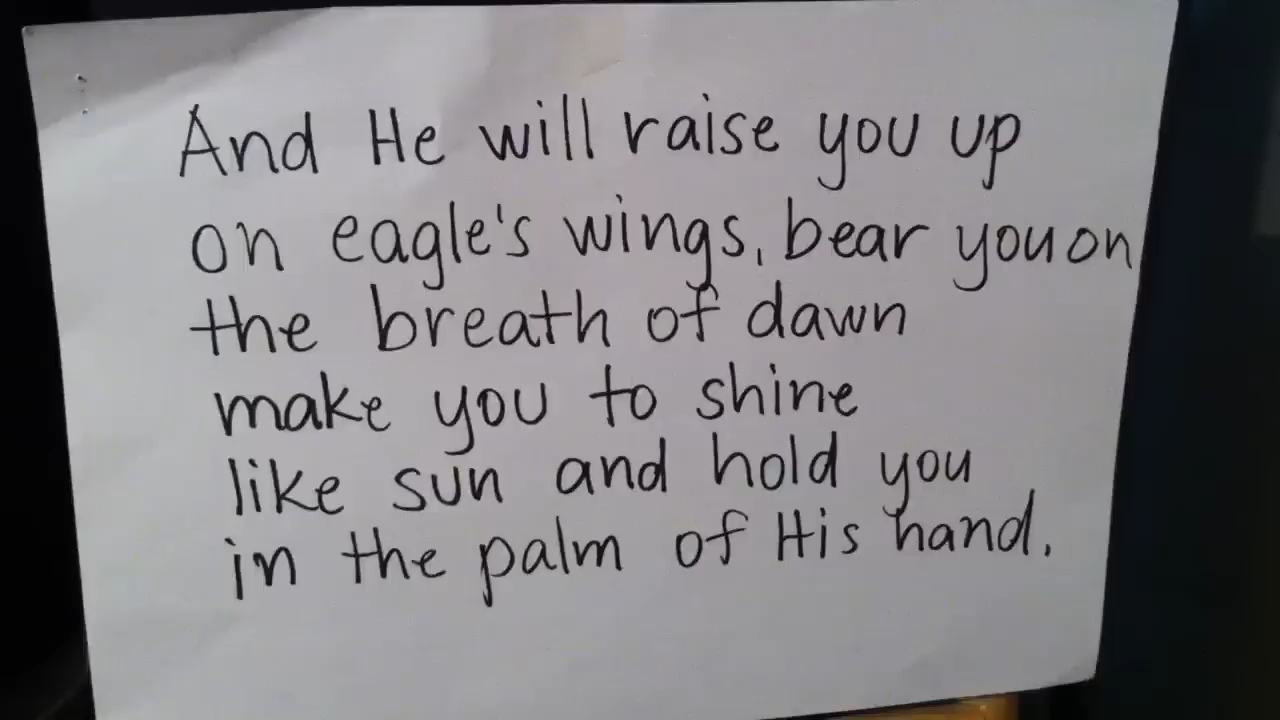 And He will raise you up
on eagle's wings, bear you on
the breath of dawn
make you to shine
like sun and hold you
in the palm of His hand.